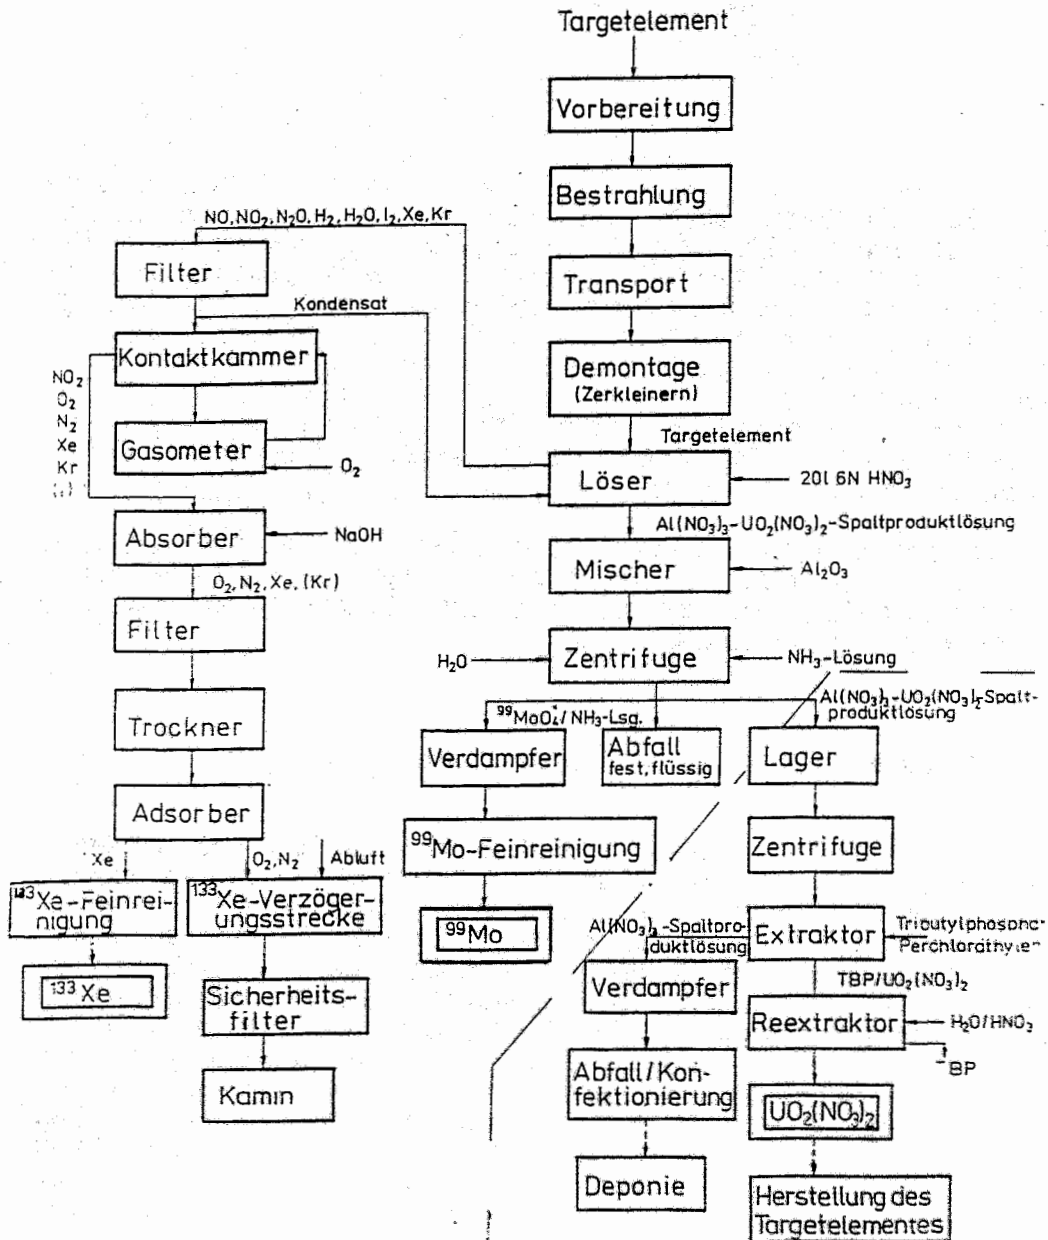 Targetelement
Vorbereitung
Bestrahlung
Transport
Demontage
(Zerkleinern)
Targetelement
Löser
20l 6N HNO₃
Al(NO₃)₃-UO₂(NO₃)₂-Spaltproduktlösung
Mischer
Al₂O₃
Zentrifuge
H₂O
NH₃-Lösung
NO, NO₂, N₂O, H₂, H₂O, I₂, Xe, Kr
Filter
Kondensat
Kontaktkammer
NO₂
O₂
N₂
Xe
Kr
Gasometer
O₂
Absorber
NaOH
O₂, N₂, Xe, (Kr)
Filter
Trockner
Adsorber
Xe
O₂, N₂
Abluft
¹³³Xe-Feinrei-
nigung
¹³³Xe
¹³³Xe-Verzöger-
ungsstrecke
Sicherheits-
filter
Kamin
⁹⁹MoO₄⁻/NH₃-Lsg.
Verdampfer
⁹⁹Mo-Feinreinigung
⁹⁹Mo
Abfall
fest, flüssig
Al(NO₃)₃-UO₂(NO₃)₂-Spalt-
produktlösung
Lager
Zentrifuge
Extraktor
TBP/UO₂(NO₃)₂
Reextraktor
H₂O/HNO₃
BP
UO₂(NO₃)₂
Herstellung des
Targetelementes
Al(NO₃)₃-Spaltpro-
duktlösung
Verdampfer
Abfall/Kon-
fektionierung
Deponie